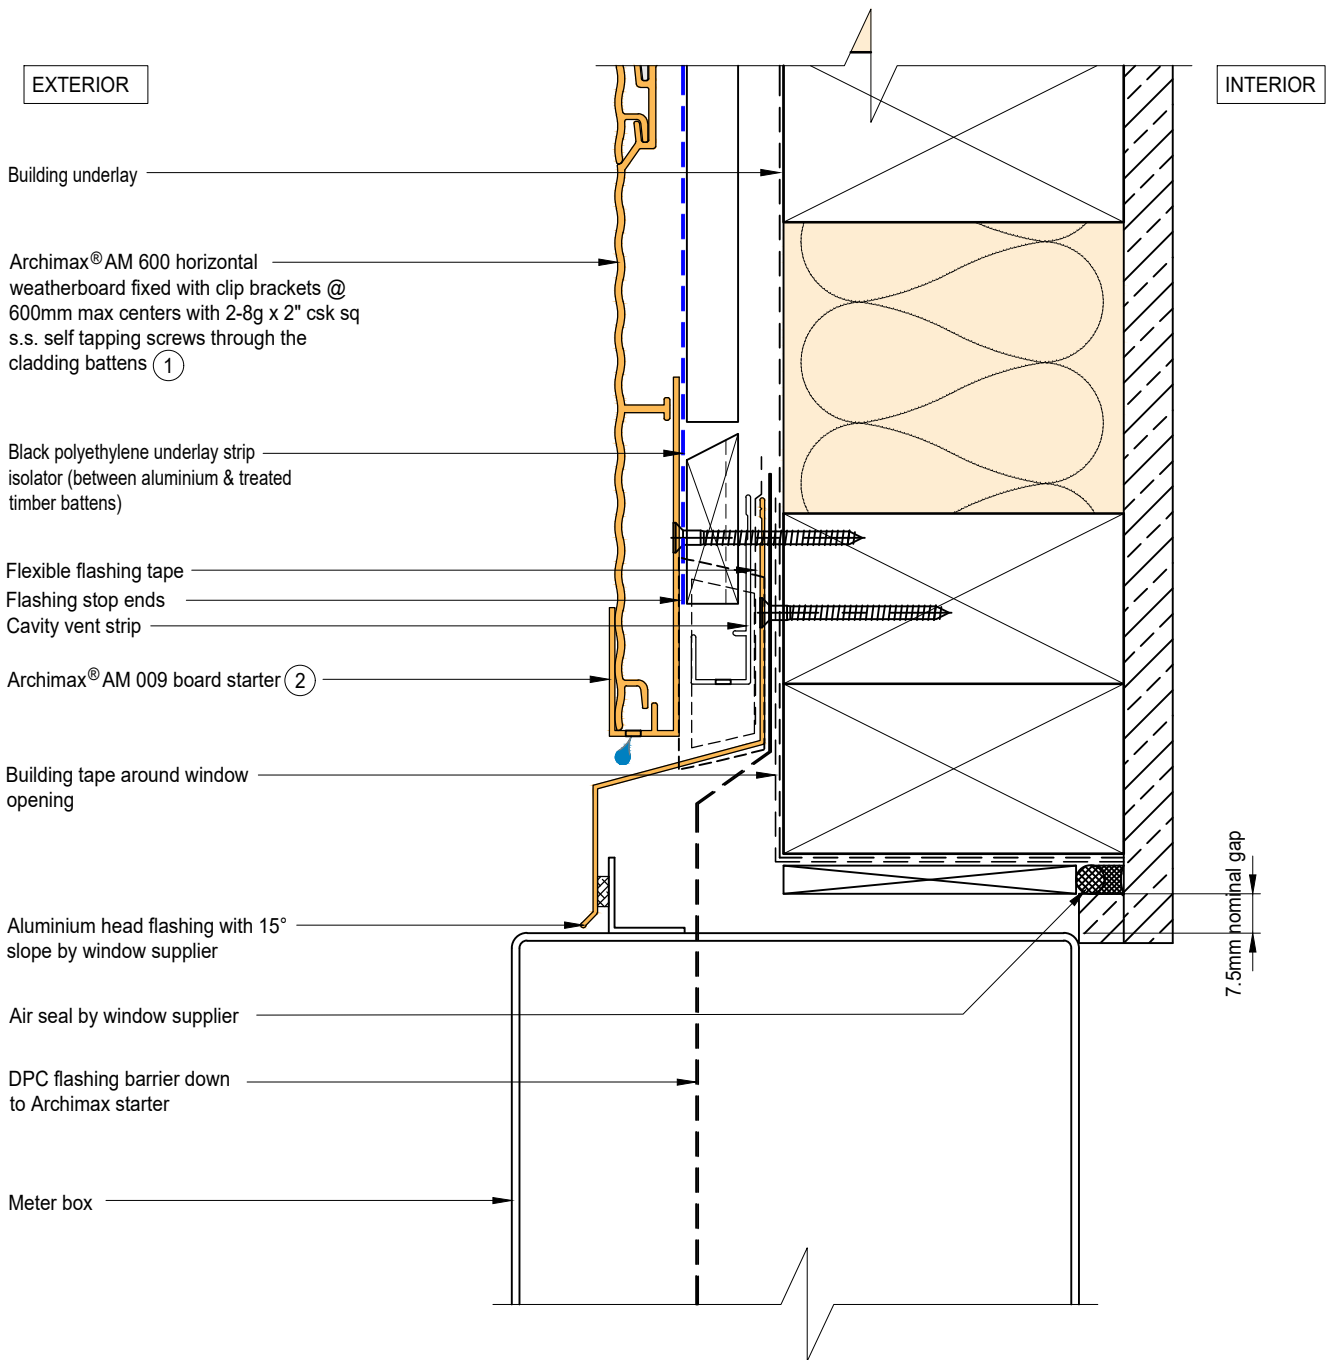 EXTERIOR
INTERIOR
Building underlay
Archimax® AM 600 horizontal
weatherboard fixed with clip brackets @
600mm max centers with 2-8g x 2" csk sq
s.s. self tapping screws through the
cladding battens 1
Black polyethylene underlay strip
isolator (between aluminium & treated
timber battens)
Flexible flashing tape
Flashing stop ends
Cavity vent strip
Archimax® AM 009 board starter 2
Building tape around window
opening
7.5mm nominal gap
Aluminium head flashing with 15°
slope by window supplier
Air seal by window supplier
DPC flashing barrier down
to Archimax starter
Meter box